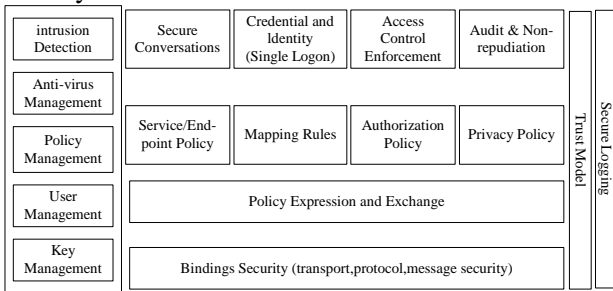 intrusion
Detection
Anti-virus
Management
Policy
Management
User
Management
Key
Management
Secure
Conversations
Credential and
Identity
(Single Logon)
Access
Control
Enforcement
Audit & Non-
repudiation
Service/End-
point Policy
Mapping Rules
Authorization
Policy
Privacy Policy
Policy Expression and Exchange
Bindings Security (transport,protocol,message security)
Trust Model
Secure Logging